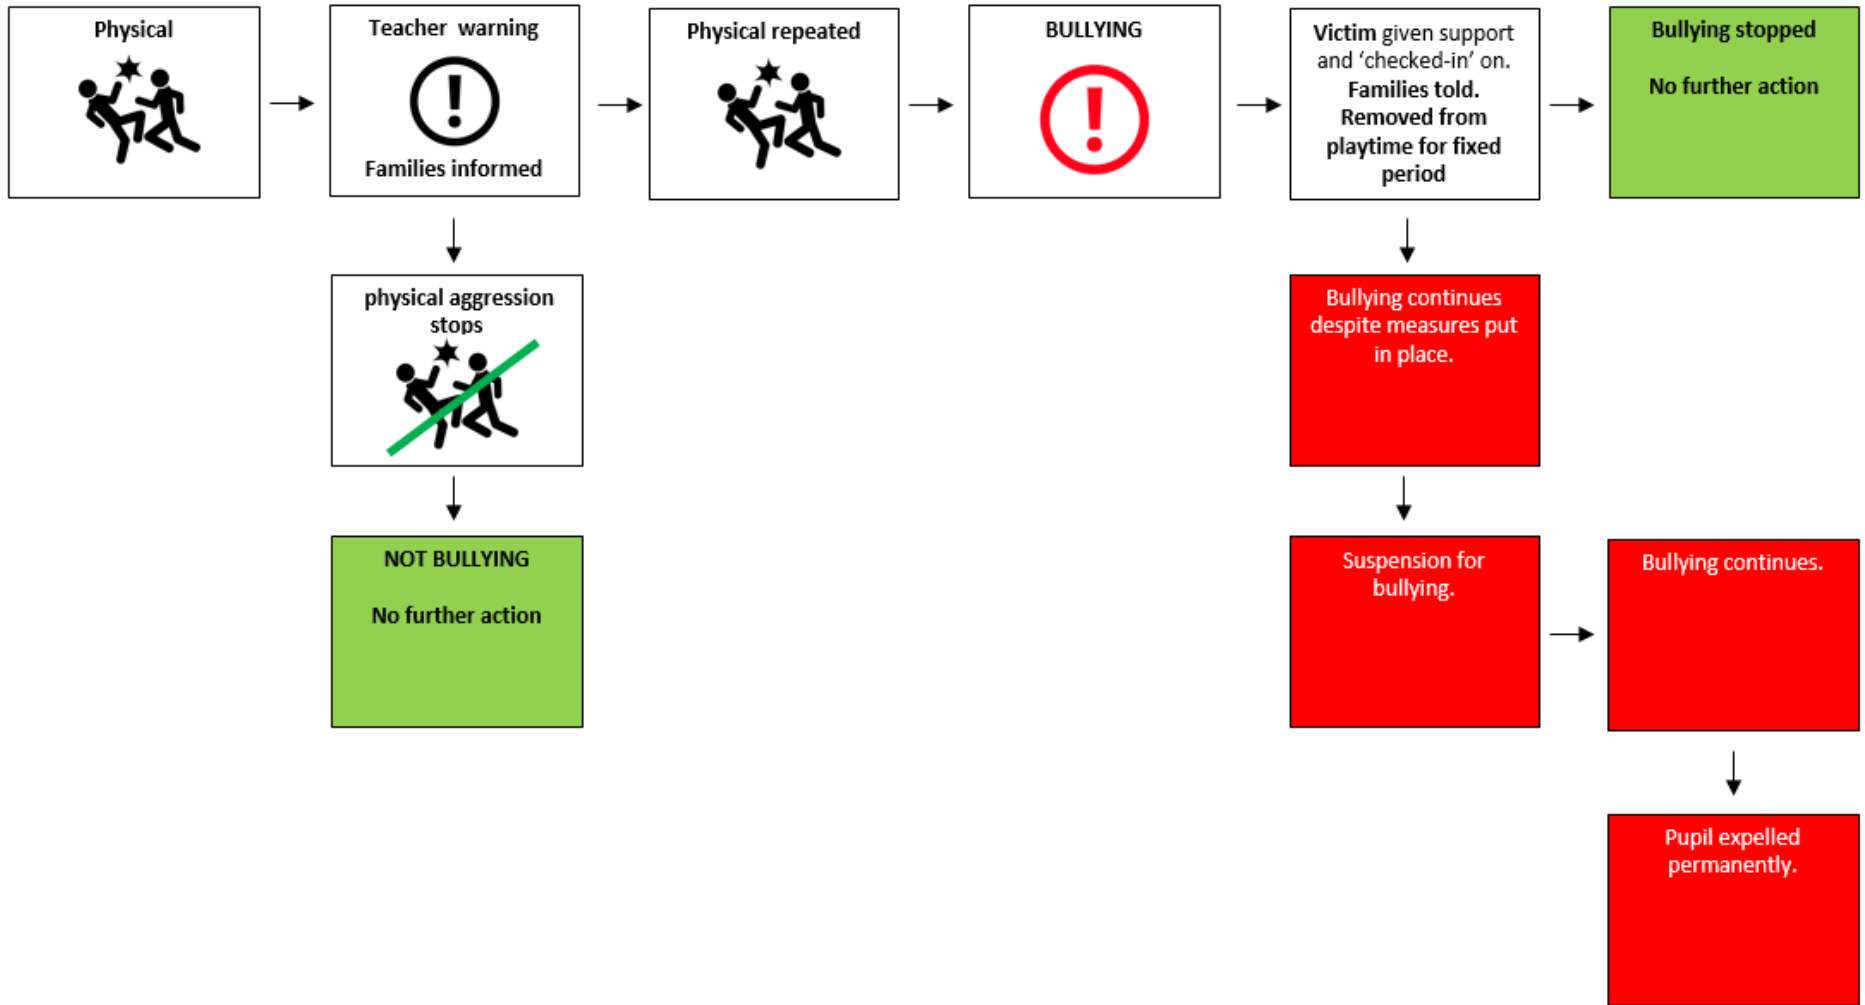 Physical
Teacher warning
Families informed
Physical repeated
BULLYING
Victim given support
and ‘checked-in’ on.
Families told.
Removed from
playtime for fixed
period
Bullying stopped
No further action
physical aggression
stops
Bullying continues
despite measures put
in place.
NOT BULLYING
No further action
Suspension for
bullying.
Bullying continues.
Pupil expelled
permanently.